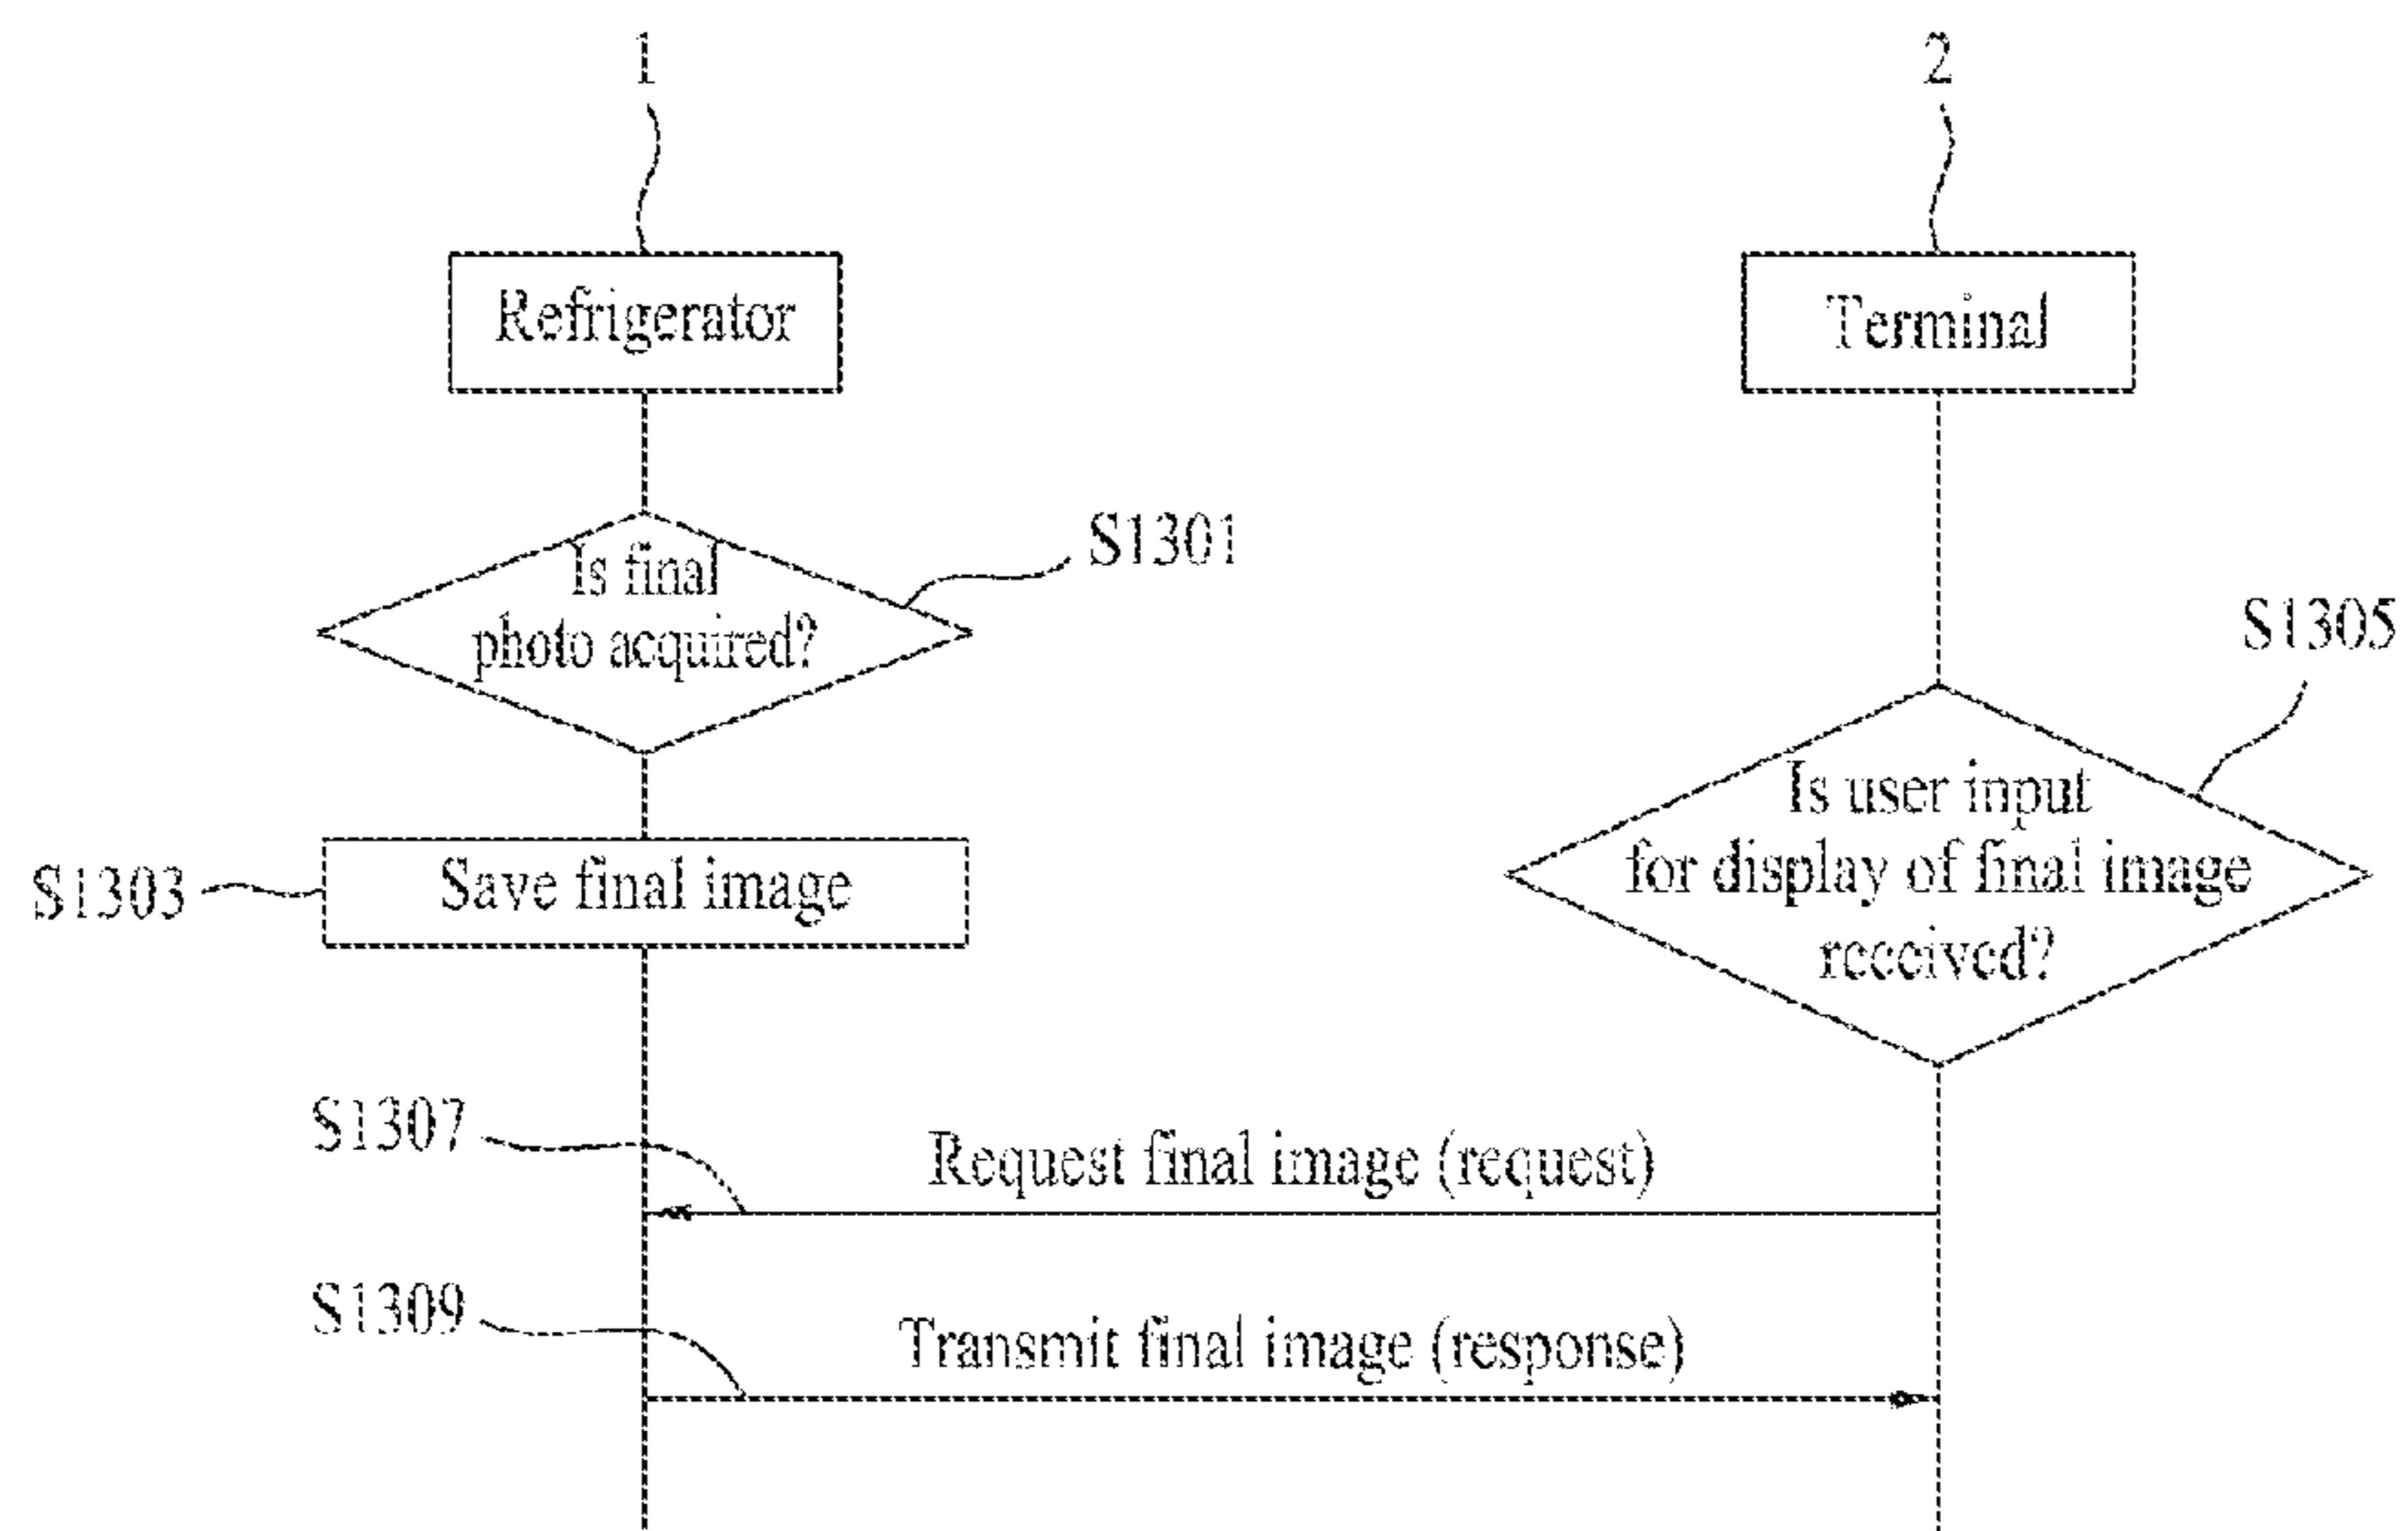 1
2
Refrigerator
Terminal
Is final
photo acquired?
S1301
S1305
Is user input
for display of final image
received?
S1303
Save final image
S1307
Request final image (request)
S1309
Transmit final image (response)